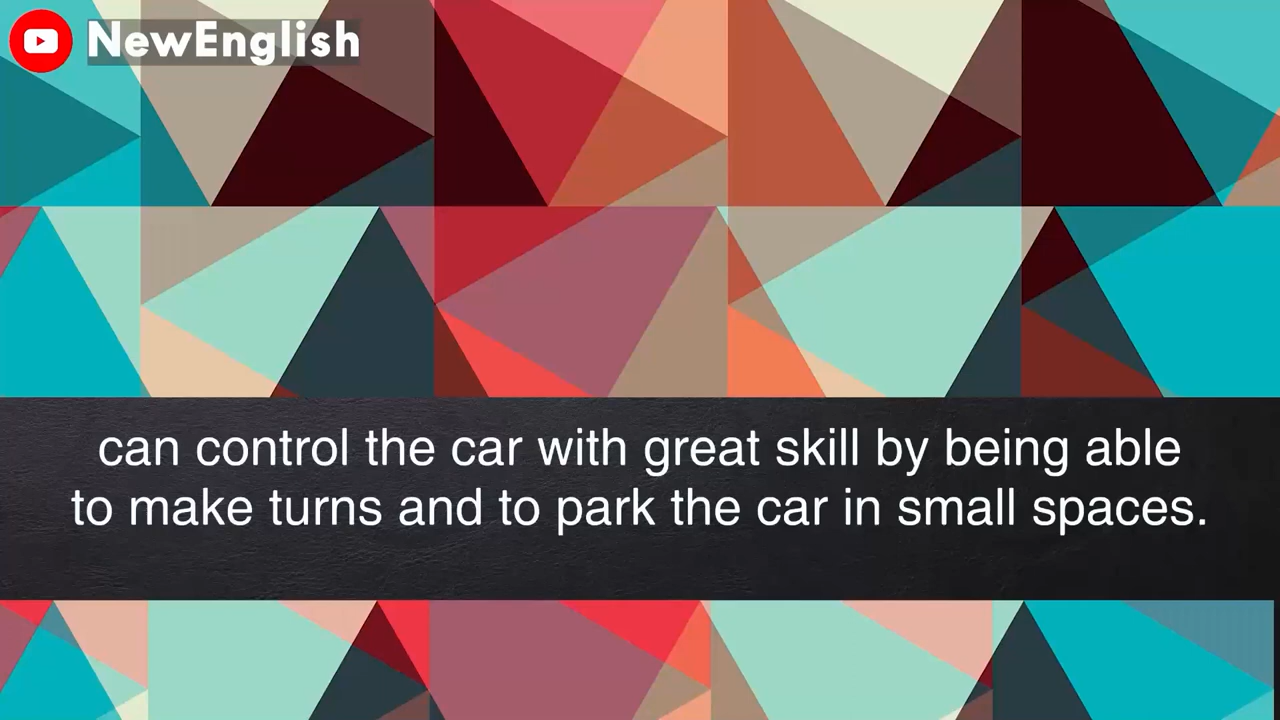 NewEnglish
can control the car with great skill by being able
to make turns and to park the car in small spaces.